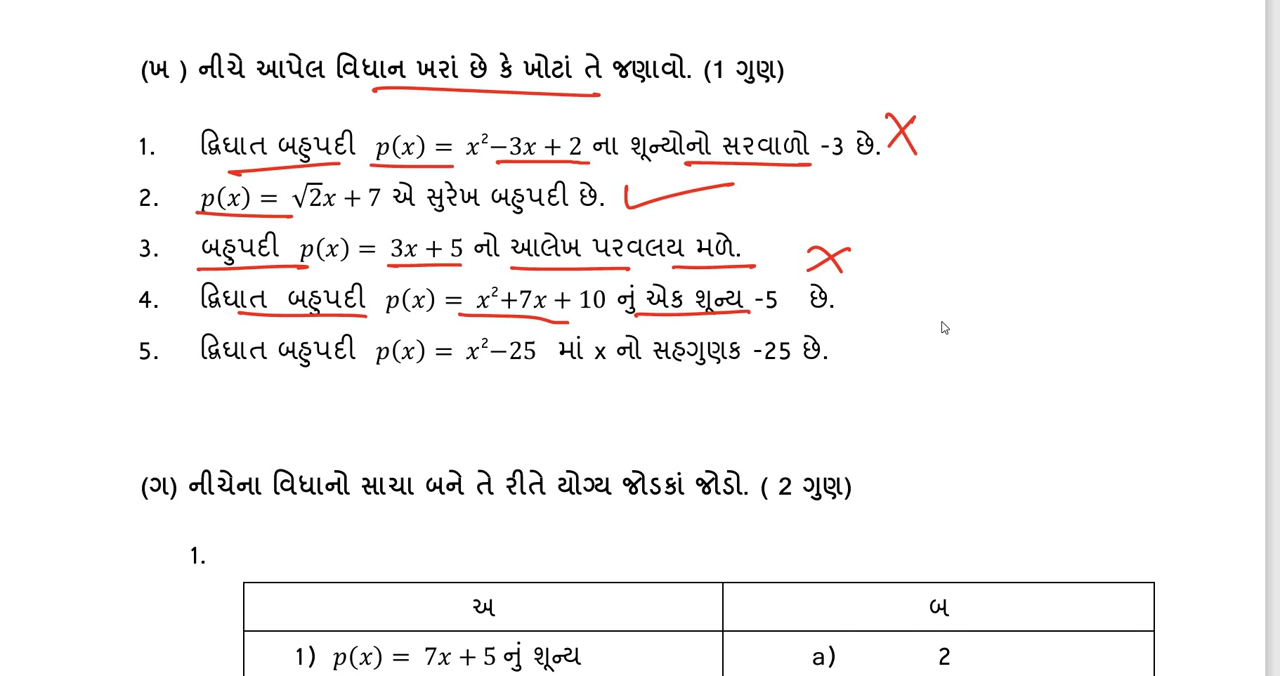 (ખ ) નીચે આપેલ વિધાન ખરાં છે કે ખોટાં તે જણાવો. (1 ગુણ)
1. દ્વિઘાત બહુપદી p(x) = x²−3x + 2 ના શૂન્યોનો સરવાળો -3 છે.
2. p(x) = √2x + 7 એ સુરેખ બહુપદી છે.
3. બહુપદી p(x) = 3x + 5 નો આલેખ પરવલય મળે.
4. દ્વિઘાત બહુપદી p(x) = x²+7x + 10 નું એક શૂન્ય -5 છે.
5. દ્વિઘાત બહુપદી p(x) = x²−25 માં x નો સહગુણક -25 છે.
(ગ) નીચેના વિધાનો સાચા બને તે રીતે યોગ્ય જોડકાં જોડો. ( 2 ગુણ)
1.
અ બ
1) p(x) = 7x + 5 નું શૂન્ય a) 2